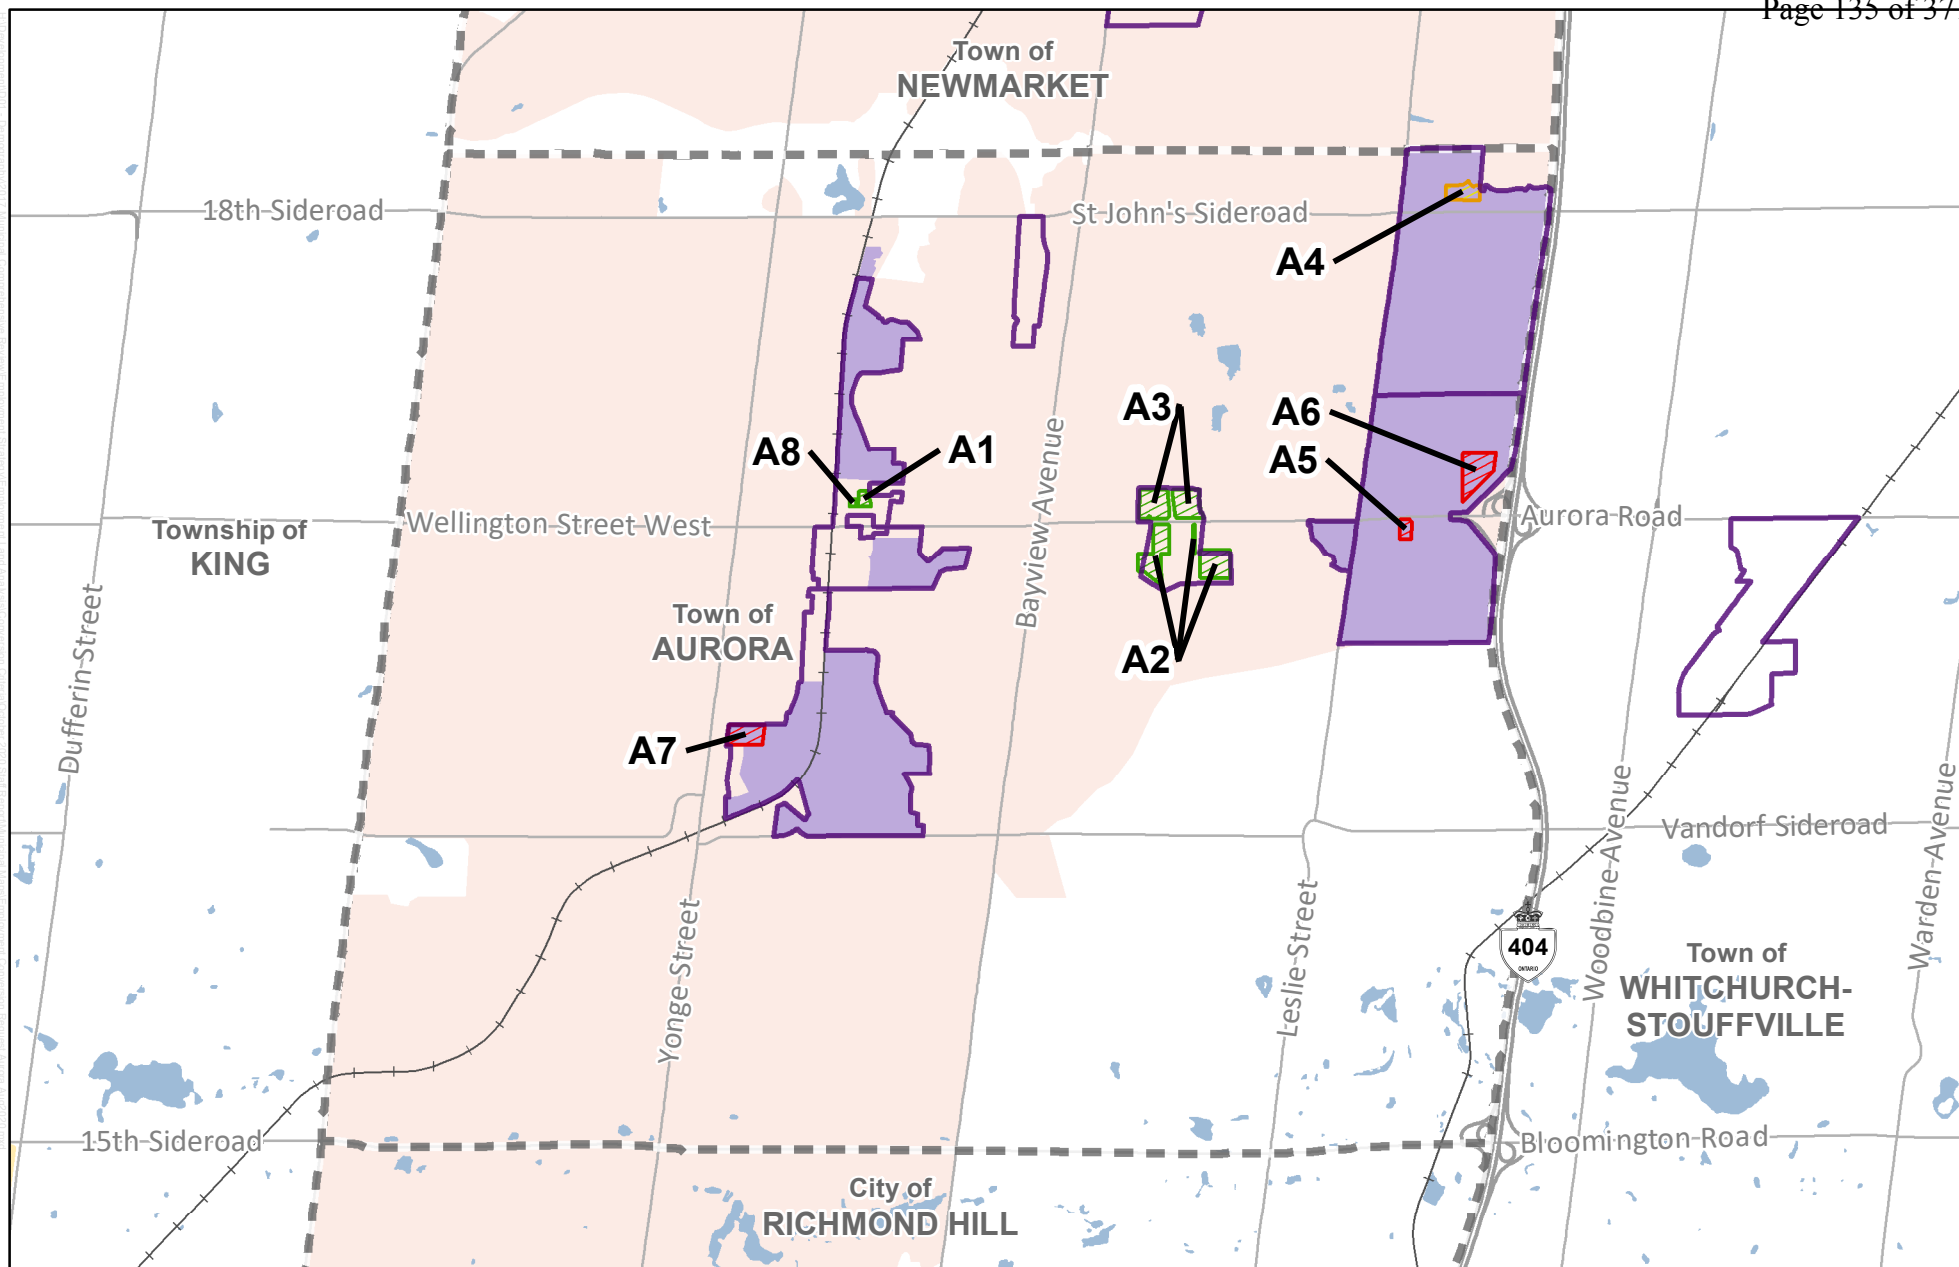 Page 135 of 37
Town of
NEWMARKET
18th Sideroad
St John's Sideroad
A4
A3
A6
A8
A1
A5
Bayview Avenue
Wellington Street West
Aurora Road
Township of
KING
Town of
AURORA
A2
Dufferin Street
A7
Vandorf Sideroad
Yonge Street
Leslie Street
404
ONTARIO
Woodbine Avenue
Warden Avenue
Town of
WHITCHURCH-
STOUFFVILLE
15th Sideroad
Bloomington Road
City of
RICHMOND HILL